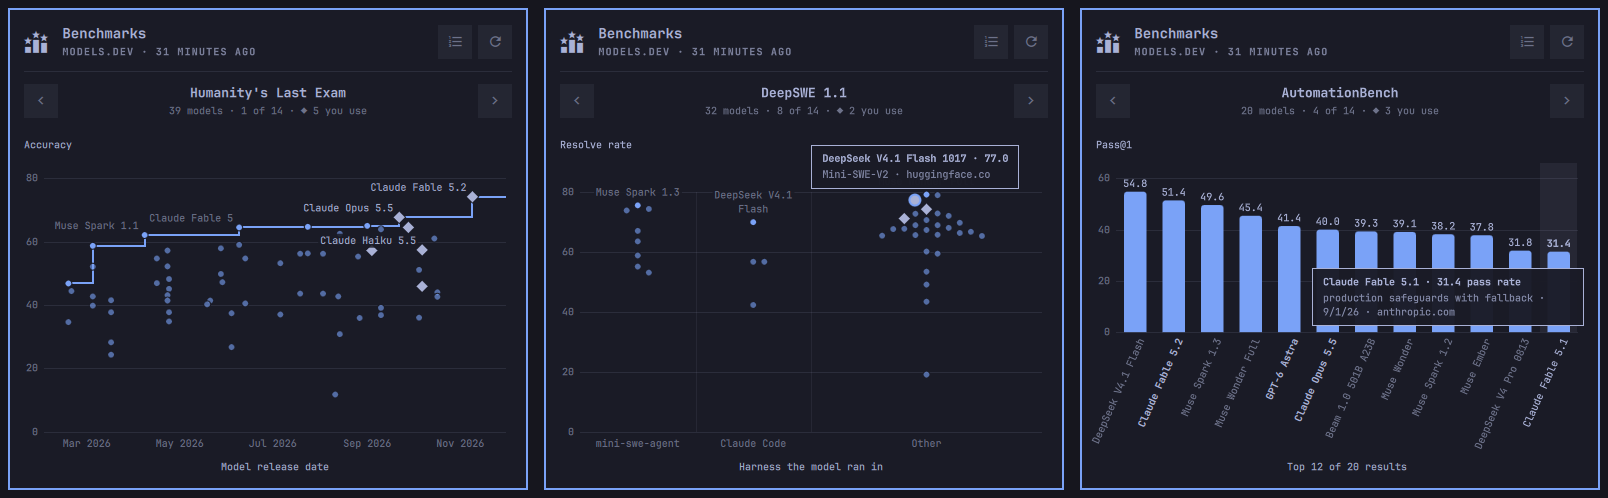 Benchmarks
MODELS.DEV · 31 MINUTES AGO
Humanity's Last Exam
39 models · 1 of 14 · ◆ 5 you use
Accuracy
80
60
40
20
0
Claude Fable 5.2
Claude Opus 5.5
Claude Fable 5
Muse Spark 1.1
Claude Haiku 5.5
Mar 2026
May 2026
Jul 2026
Sep 2026
Nov 2026
Model release date
Benchmarks
MODELS.DEV · 31 MINUTES AGO
DeepSWE 1.1
32 models · 8 of 14 · ◆ 2 you use
Resolve rate
DeepSeek V4.1 Flash 1017 · 77.0
Mini-SWE-V2 · huggingface.co
80
60
40
20
0
Muse Spark 1.3
DeepSeek V4.1
Flash
mini-swe-agent
Claude Code
Other
Harness the model ran in
Benchmarks
MODELS.DEV · 31 MINUTES AGO
AutomationBench
20 models · 4 of 14 · ◆ 3 you use
Pass@1
60
40
20
0
54.8
51.4
49.6
45.4
41.4
40.0
39.3
39.1
38.2
37.8
31.8
31.4
Claude Fable 5.1 · 31.4 pass rate
production safeguards with fallback ·
9/1/26 · anthropic.com
DeepSeek V4.1 Flash
Claude Fable 5.2
Muse Spark 1.3
Muse Wonder Full
GPT-6 Astra
Claude Opus 5.5
Beam 1.0 501B A23B
Muse Wonder
Muse Spark 1.2
Muse Ember
DeepSeek V4 Pro 0813
Claude Fable 5.1
Top 12 of 20 results